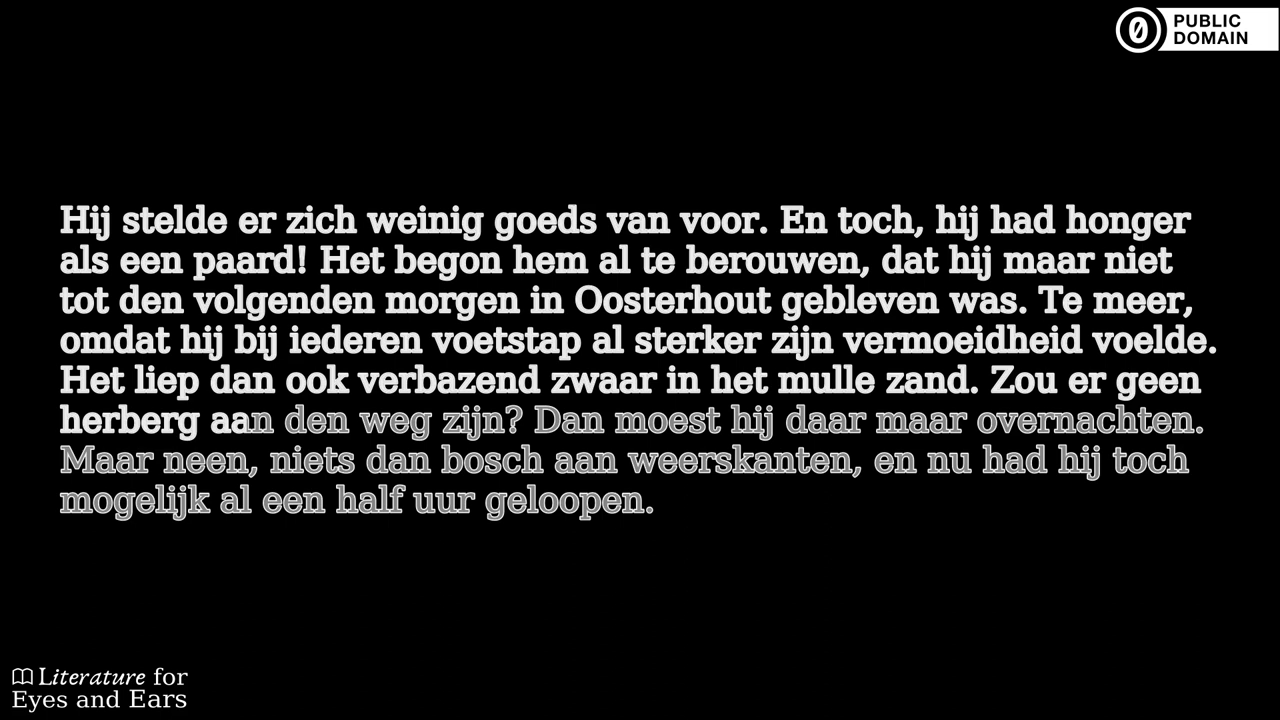 PUBLIC
DOMAIN
Hij stelde er zich weinig goeds van voor. En toch, hij had honger
als een paard! Het begon hem al te berouwen, dat hij maar niet
tot den volgenden morgen in Oosterhout gebleven was. Te meer,
omdat hij bij iederen voetstap al sterker zijn vermoeidheid voelde.
Het liep dan ook verbazend zwaar in het mulle zand. Zou er geen
herberg aan den weg zijn? Dan moest hij daar maar overnachten.
Maar neen, niets dan bosch aan weerskanten, en nu had hij toch
mogelijk al een half uur geloopen.
Literature for
Eyes and Ears